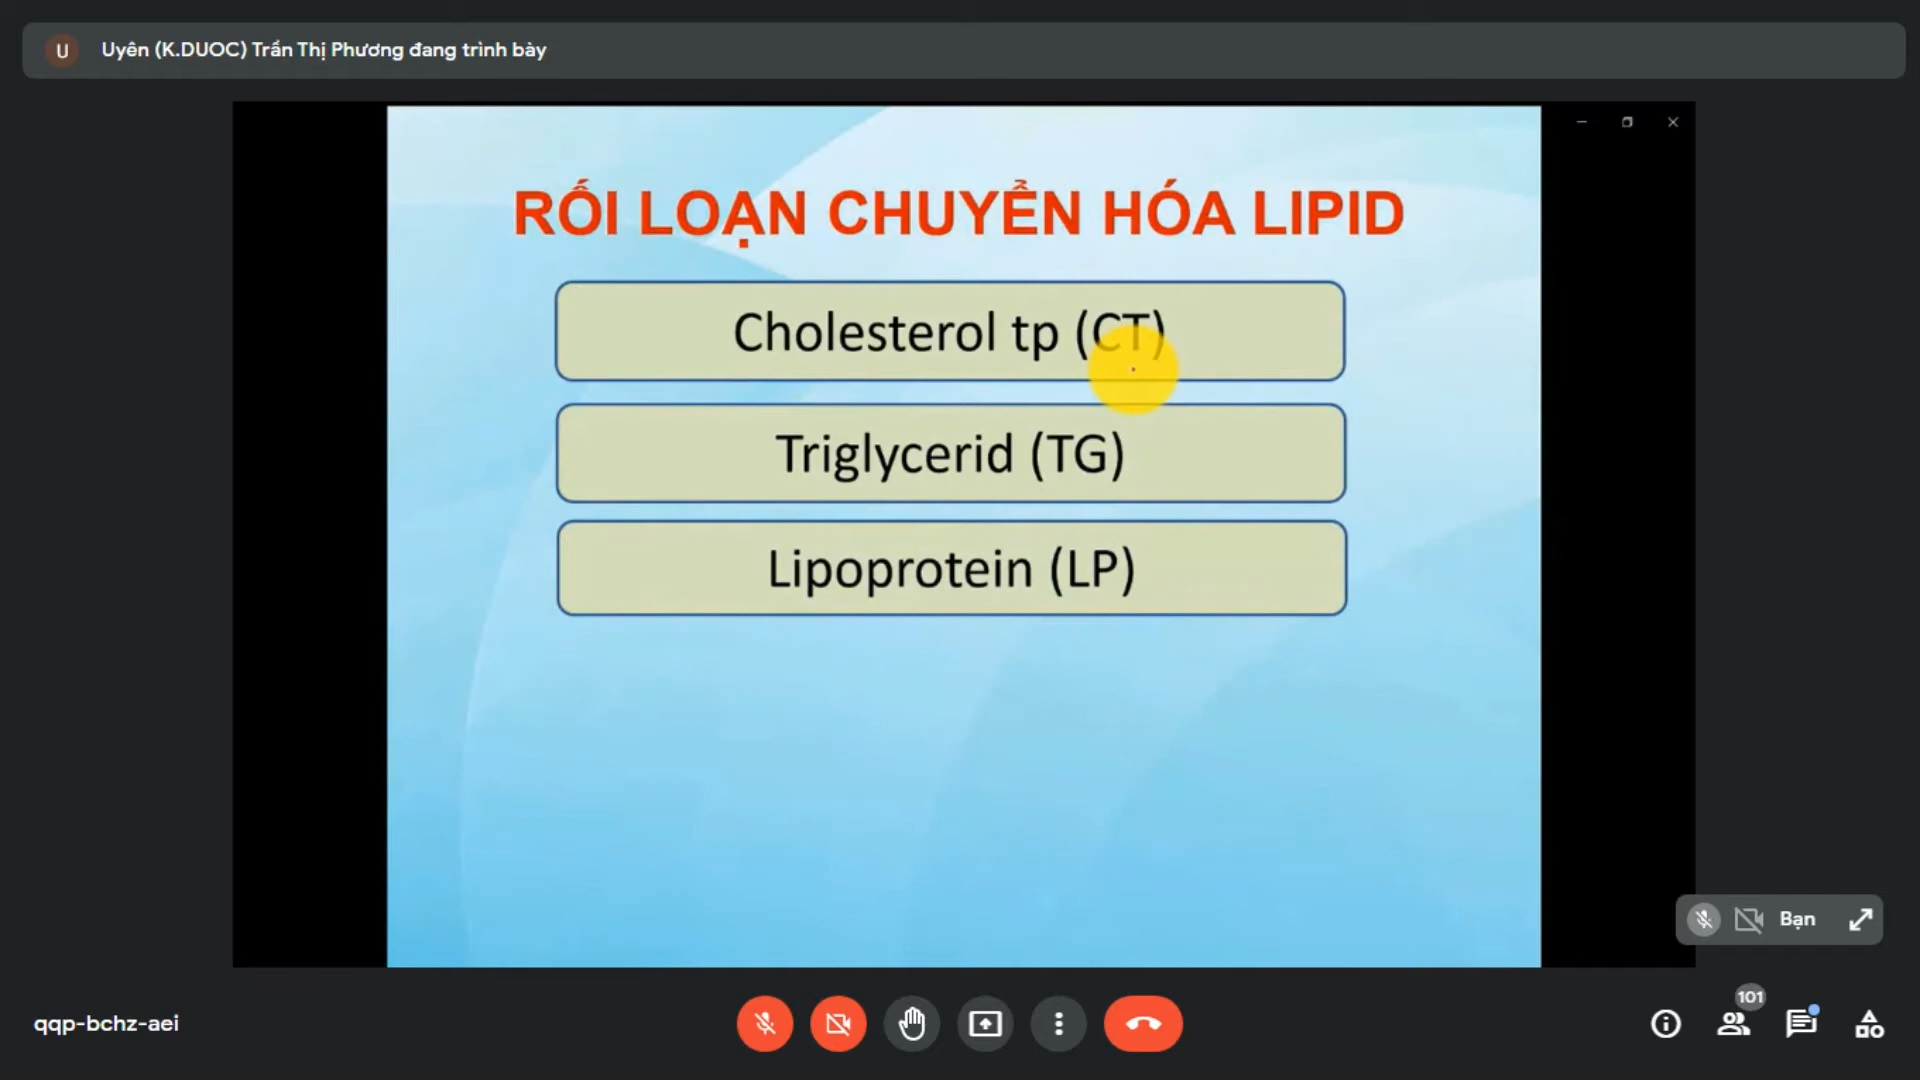 U
Uyên (K.DUOC) Trần Thị Phương đang trình bày
RỐI LOẠN CHUYỂN HÓA LIPID
Cholesterol tp (CT)
Triglycerid (TG)
Lipoprotein (LP)
Bạn
qqp-bchz-aei
101